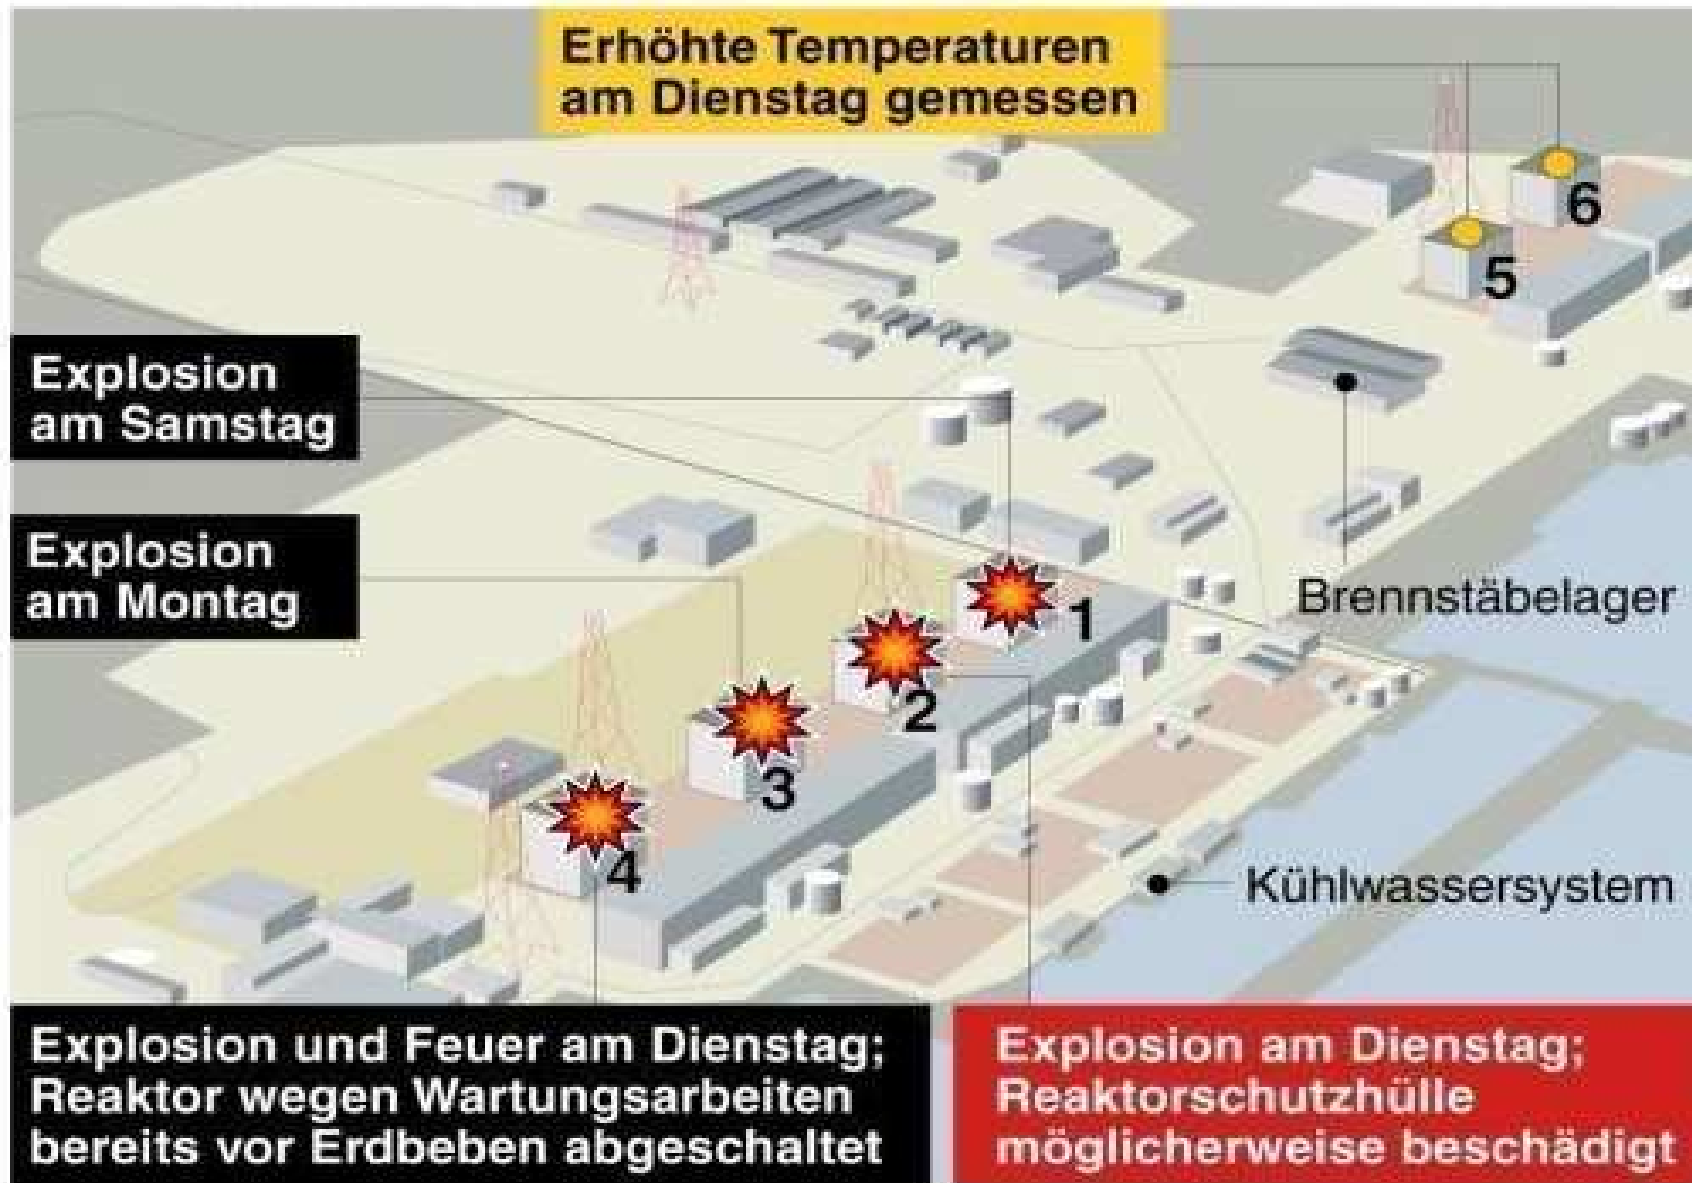 Erhöhte Temperaturen
am Dienstag gemessen
6
5
Explosion
am Samstag
Explosion
am Montag
1
Brennstäbelager
2
3
4
Kühlwassersystem
Explosion und Feuer am Dienstag;
Reaktor wegen Wartungsarbeiten
bereits vor Erdbeben abgeschaltet
Explosion am Dienstag;
Reaktorschutzhülle
möglicherweise beschädigt